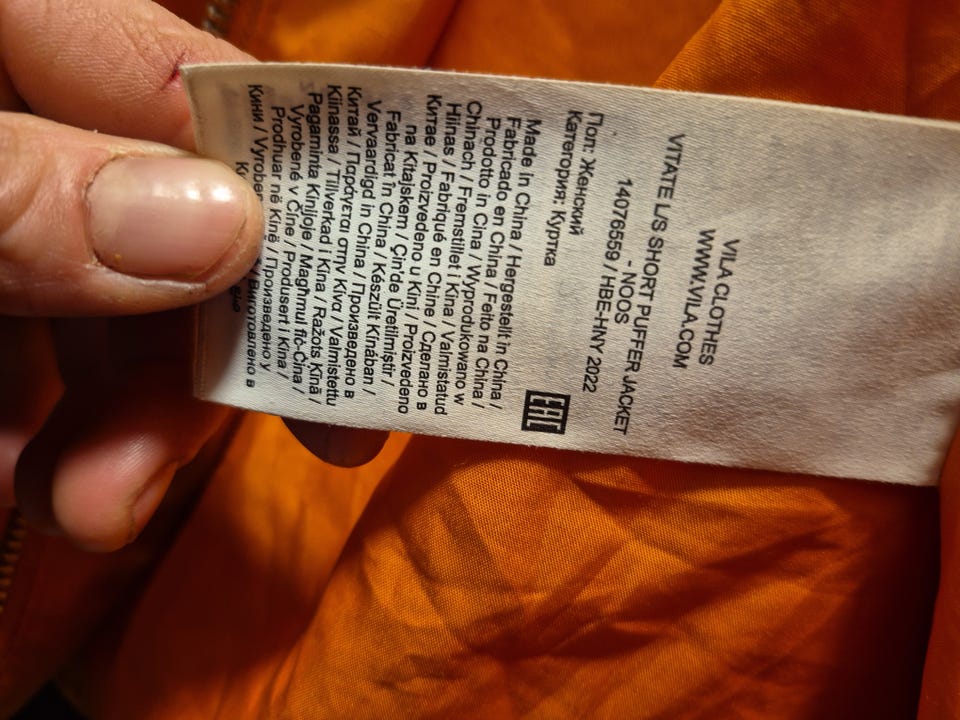 VILA CLOTHES
WWW.VILA.COM
VITATE L/S SHORT PUFFER JACKET
- NOOS
14076559 / HBE-HNY 2022
Пол: Женский
Категория: Куртка
EAC
Made in China / Hergestellt in China /
Fabricado en China / Feito na China /
Prodotto in Cina / Wyprodukowano w
Chinach / Fremstillet i Kina / Valmistatud
Hiinas / Fabriqué en Chine / Сделано в
Китае / Proizvedeno u Kini / Proizvedeno
na Kitajskem / Çin'de Üretilmiştir /
Fabricat în China / Készült Kínában /
Vervaardigd in China / Произведено в
Китай / Παράγεται στην Κίνα / Valmistettu
Kiinassa / Tillverkad i Kina / Ražots Ķīnā /
Pagaminta Kinijoje / Maghmul fiċ-Ċina /
Vyrobené v Číne / Produsert i Kina /
Prodhuar në Kinë / Произведено у
Кини / Виготовлено в